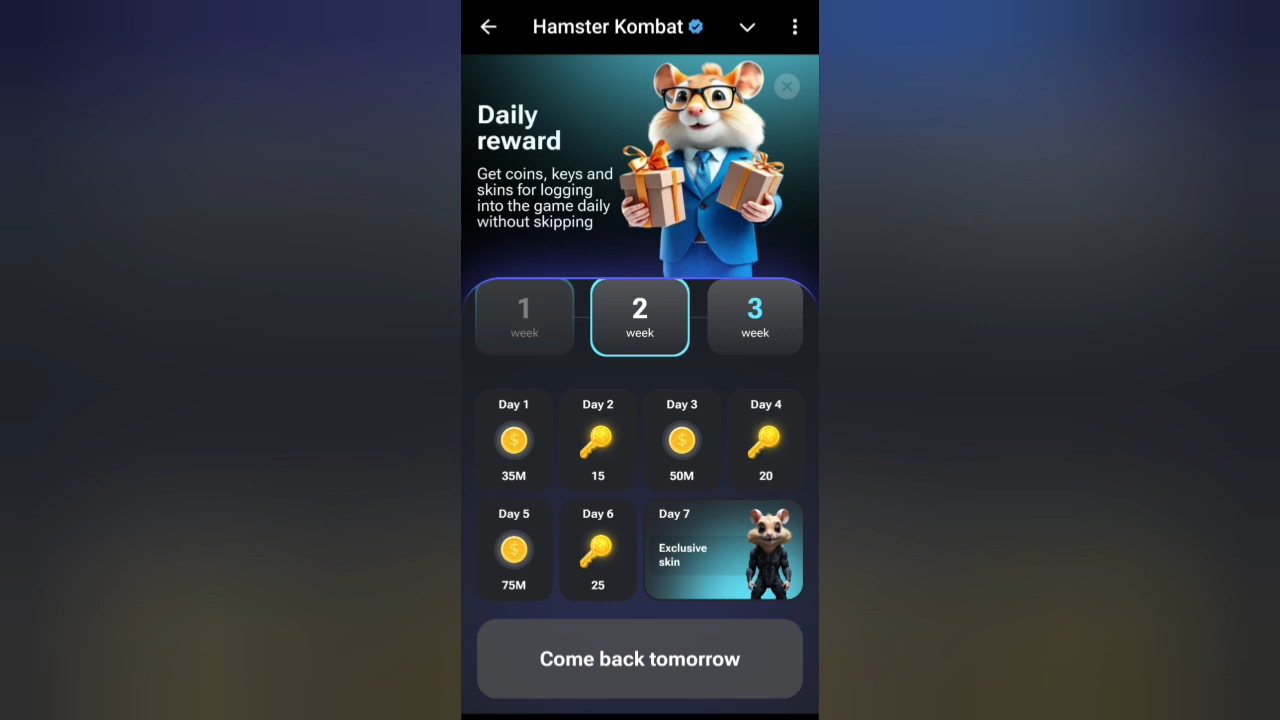 Hamster Kombat
Daily
reward
Get coins, keys and
skins for logging
into the game daily
without skipping
1
week
2
week
3
week
Day 1
35M
Day 2
15
Day 3
50M
Day 4
20
Day 5
75M
Day 6
25
Day 7
Exclusive
skin
Come back tomorrow